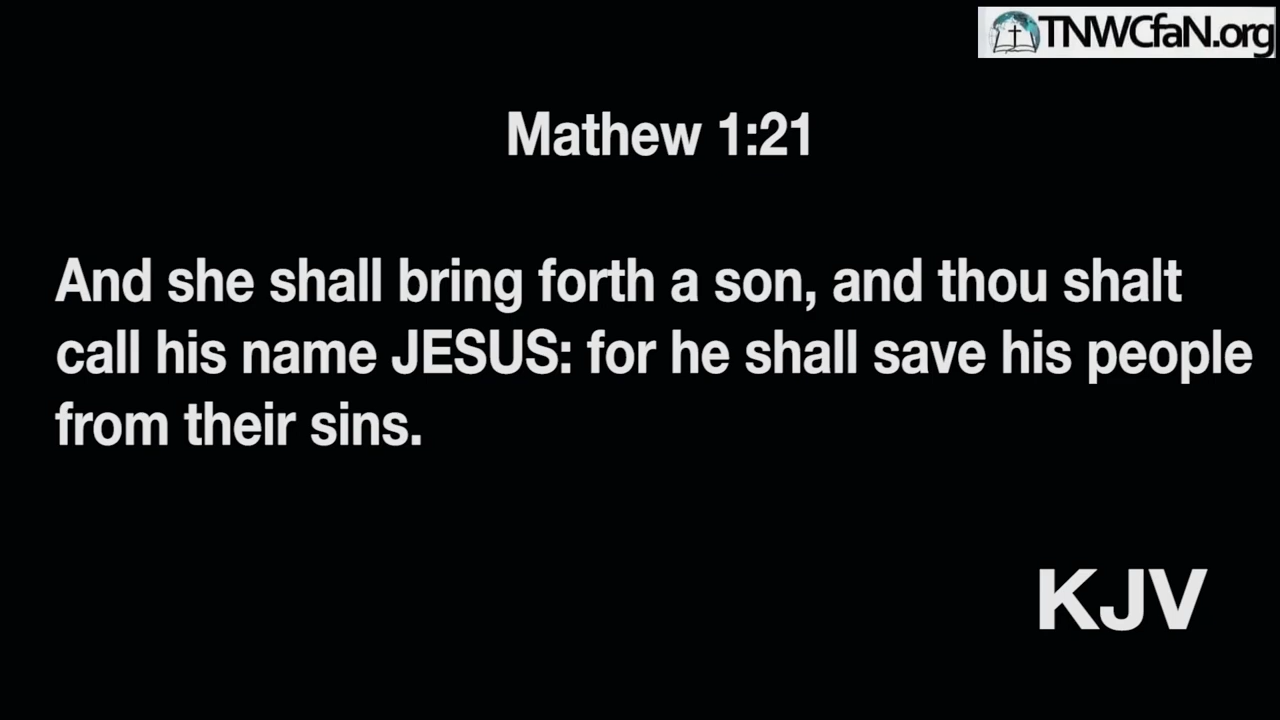 TNWCfaN.org
Mathew 1:21
And she shall bring forth a son, and thou shalt
call his name JESUS: for he shall save his people
from their sins.
KJV